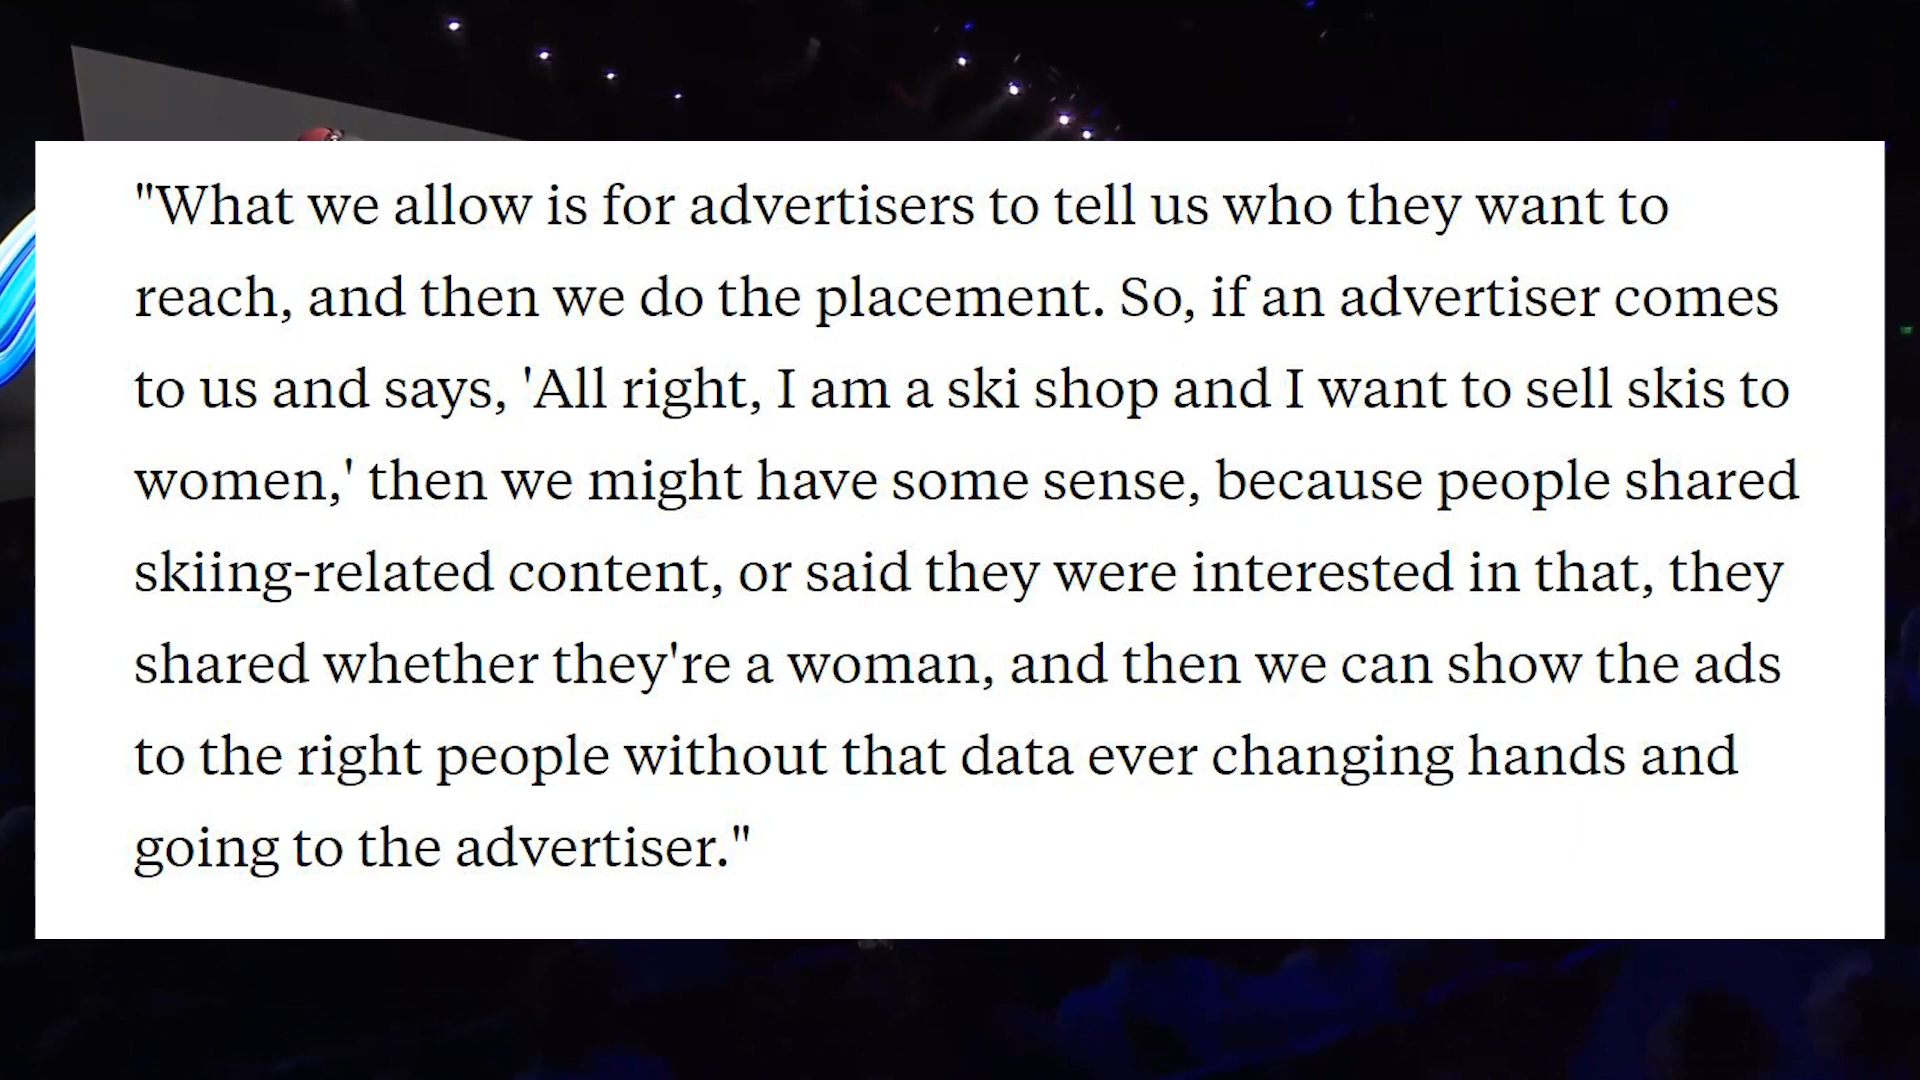 "What we allow is for advertisers to tell us who they want to
reach, and then we do the placement. So, if an advertiser comes
to us and says, 'All right, I am a ski shop and I want to sell skis to
women,' then we might have some sense, because people shared
skiing-related content, or said they were interested in that, they
shared whether they're a woman, and then we can show the ads
to the right people without that data ever changing hands and
going to the advertiser."